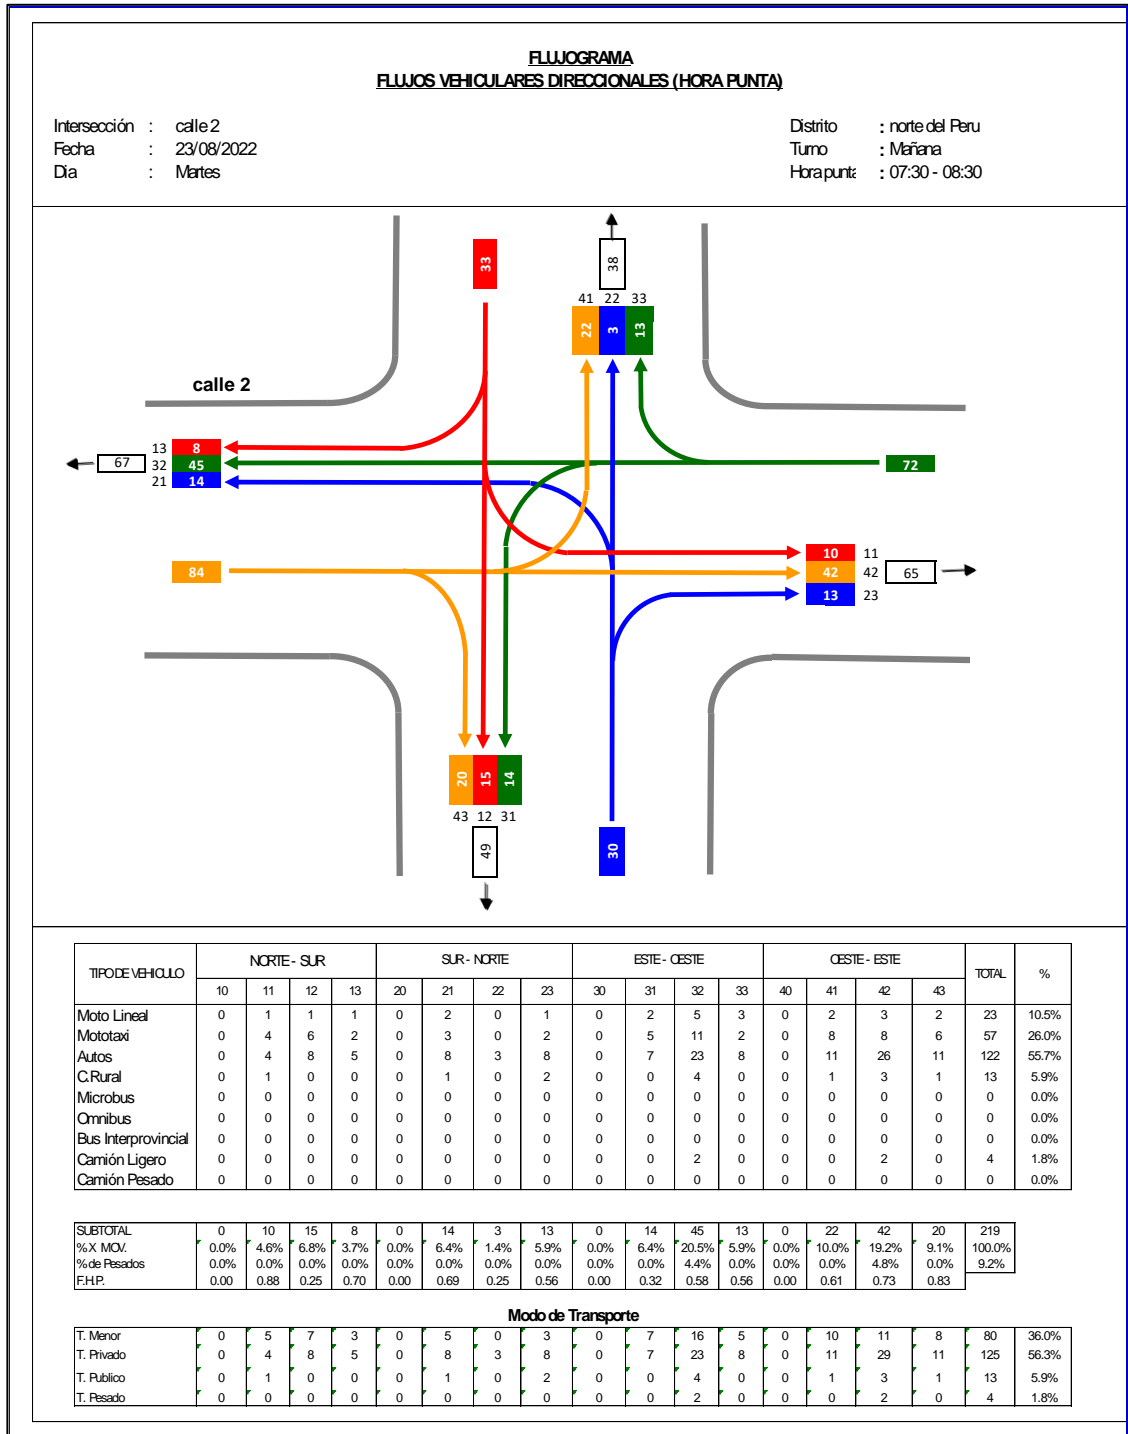 FLUJOGRAMA
FLUJOS VEHICULARES DIRECCIONALES (HORA PUNTA)
Intersección : calle 2 Distrito : norte del Peru
Fecha : 23/08/2022 Turno : Mañana
Dia : Martes Hora punta : 07:30 - 08:30
33 38
41 22 33
22 3 13
calle 2
13 8
67 32 45 72
21 14
10 11
84 42 42 65
13 23
20 15 14
43 12 31
49 30
TIPO DE VEHICULO NORTE - SUR SUR - NORTE ESTE - OESTE OESTE - ESTE TOTAL %
10 11 12 13 20 21 22 23 30 31 32 33 40 41 42 43
Moto Lineal 0 1 1 1 0 2 0 1 0 2 5 3 0 2 3 2 23 10.5%
Mototaxi 0 4 6 2 0 3 0 2 0 5 11 2 0 8 8 6 57 26.0%
Autos 0 4 8 5 0 8 3 8 0 7 23 8 0 11 26 11 122 55.7%
C.Rural 0 1 0 0 0 1 0 2 0 0 4 0 0 1 3 1 13 5.9%
Microbus 0 0 0 0 0 0 0 0 0 0 0 0 0 0 0 0 0 0.0%
Omnibus 0 0 0 0 0 0 0 0 0 0 0 0 0 0 0 0 0 0.0%
Bus Interprovincial 0 0 0 0 0 0 0 0 0 0 0 0 0 0 0 0 0 0.0%
Camión Ligero 0 0 0 0 0 0 0 0 0 0 2 0 0 0 2 0 4 1.8%
Camión Pesado 0 0 0 0 0 0 0 0 0 0 0 0 0 0 0 0 0 0.0%
SUBTOTAL 0 10 15 8 0 14 3 13 0 14 45 13 0 22 42 20 219
% X MOV. 0.0% 4.6% 6.8% 3.7% 0.0% 6.4% 1.4% 5.9% 0.0% 6.4% 20.5% 5.9% 0.0% 10.0% 19.2% 9.1% 100.0%
% de Pesados 0.0% 0.0% 0.0% 0.0% 0.0% 0.0% 0.0% 0.0% 0.0% 0.0% 4.4% 0.0% 0.0% 0.0% 4.8% 0.0% 9.2%
F.H.P. 0.00 0.88 0.25 0.70 0.00 0.69 0.25 0.56 0.00 0.32 0.58 0.56 0.00 0.61 0.73 0.83
Modo de Transporte
T. Menor 0 5 7 3 0 5 0 3 0 7 16 5 0 10 11 8 80 36.0%
T. Privado 0 4 8 5 0 8 3 8 0 7 23 8 0 11 29 11 125 56.3%
T. Publico 0 1 0 0 0 1 0 2 0 0 4 0 0 1 3 1 13 5.9%
T. Pesado 0 0 0 0 0 0 0 0 0 0 2 0 0 0 2 0 4 1.8%